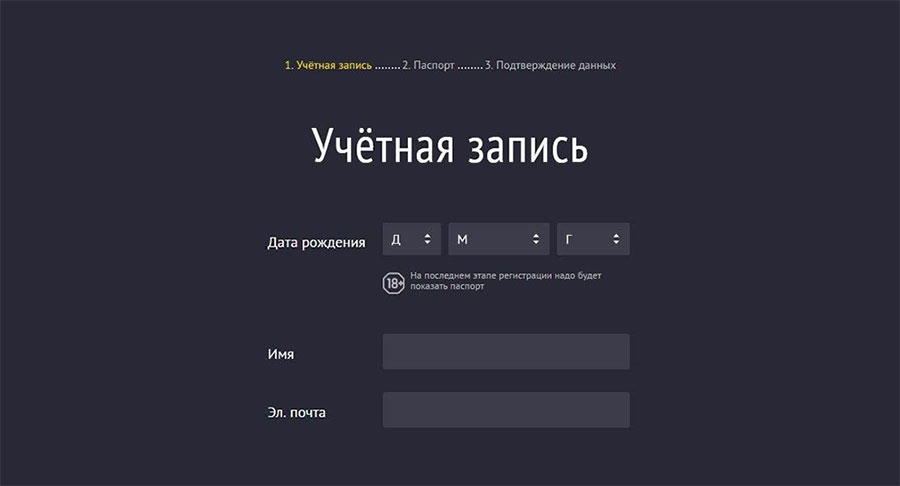 1. Учётная запись ........ 2. Паспорт ........ 3. Подтверждение данных
Учётная запись
Дата рождения Д М Г
18+ На последнем этапе регистрации надо будет
показать паспорт
Имя
Эл. почта